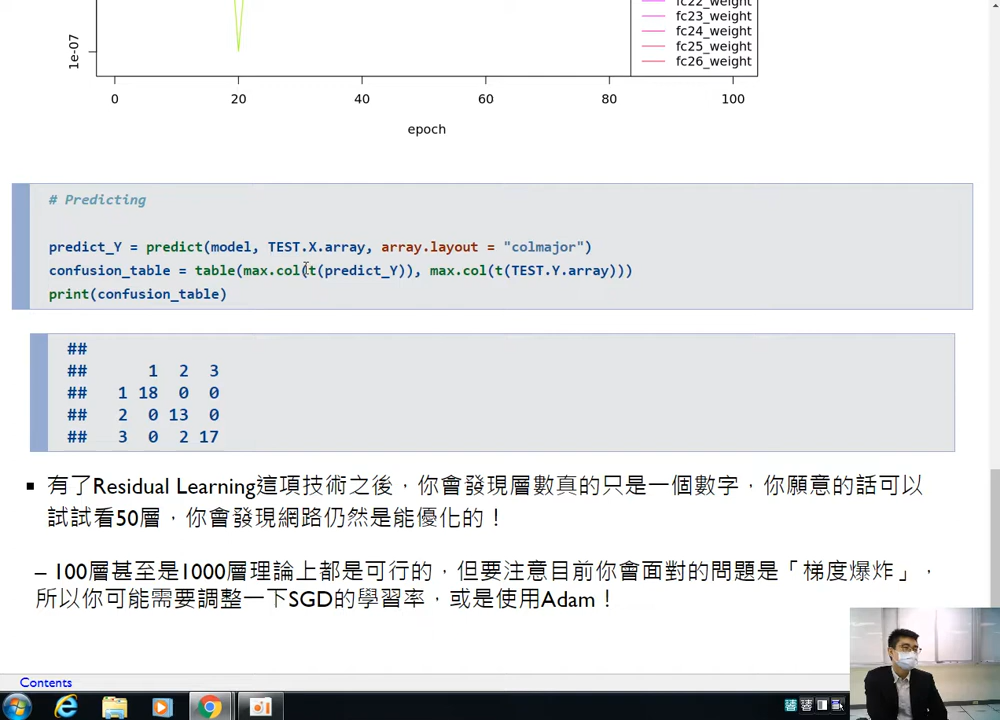 fc22_weight
fc23_weight
fc24_weight
fc25_weight
fc26_weight
1e-07
0 20 40 60 80 100
epoch
# Predicting
predict_Y = predict(model, TEST.X.array, array.layout = "colmajor")
confusion_table = table(max.col(t(predict_Y)), max.col(t(TEST.Y.array)))
print(confusion_table)
##
## 1 2 3
## 1 18 0 0
## 2 0 13 0
## 3 0 2 17
▪ 有了Residual Learning這項技術之後，你會發現層數真的只是一個數字，你願意的話可以
試試看50層，你會發現網路仍然是能優化的！
– 100層甚至是1000層理論上都是可行的，但要注意目前你會面對的問題是「梯度爆炸」，
所以你可能需要調整一下SGD的學習率，或是使用Adam！
Contents